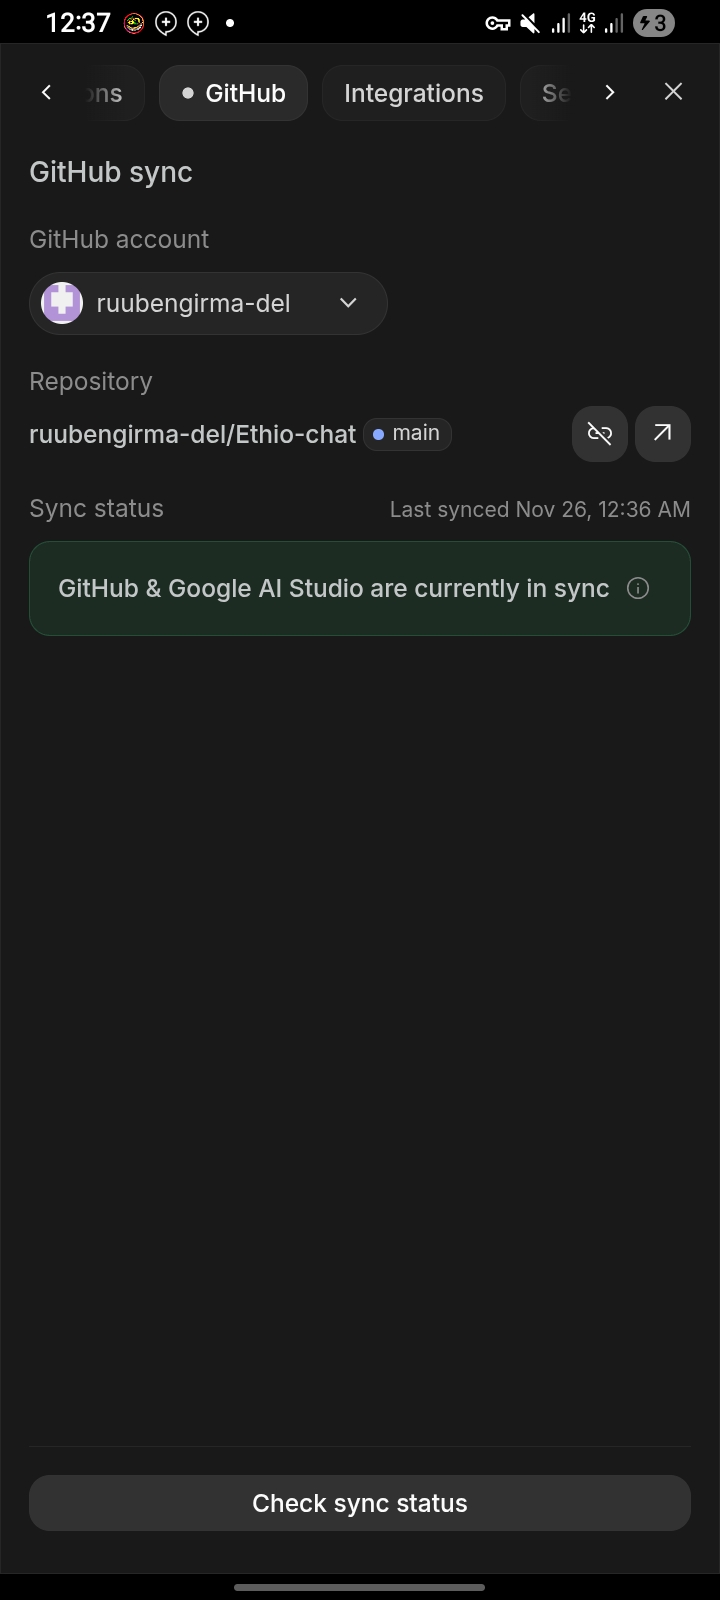 12:37
4G
3
ons
GitHub
Integrations
Se
GitHub sync
GitHub account
ruubengirma-del
Repository
ruubengirma-del/Ethio-chat
main
Sync status
Last synced Nov 26, 12:36 AM
GitHub & Google AI Studio are currently in sync
Check sync status